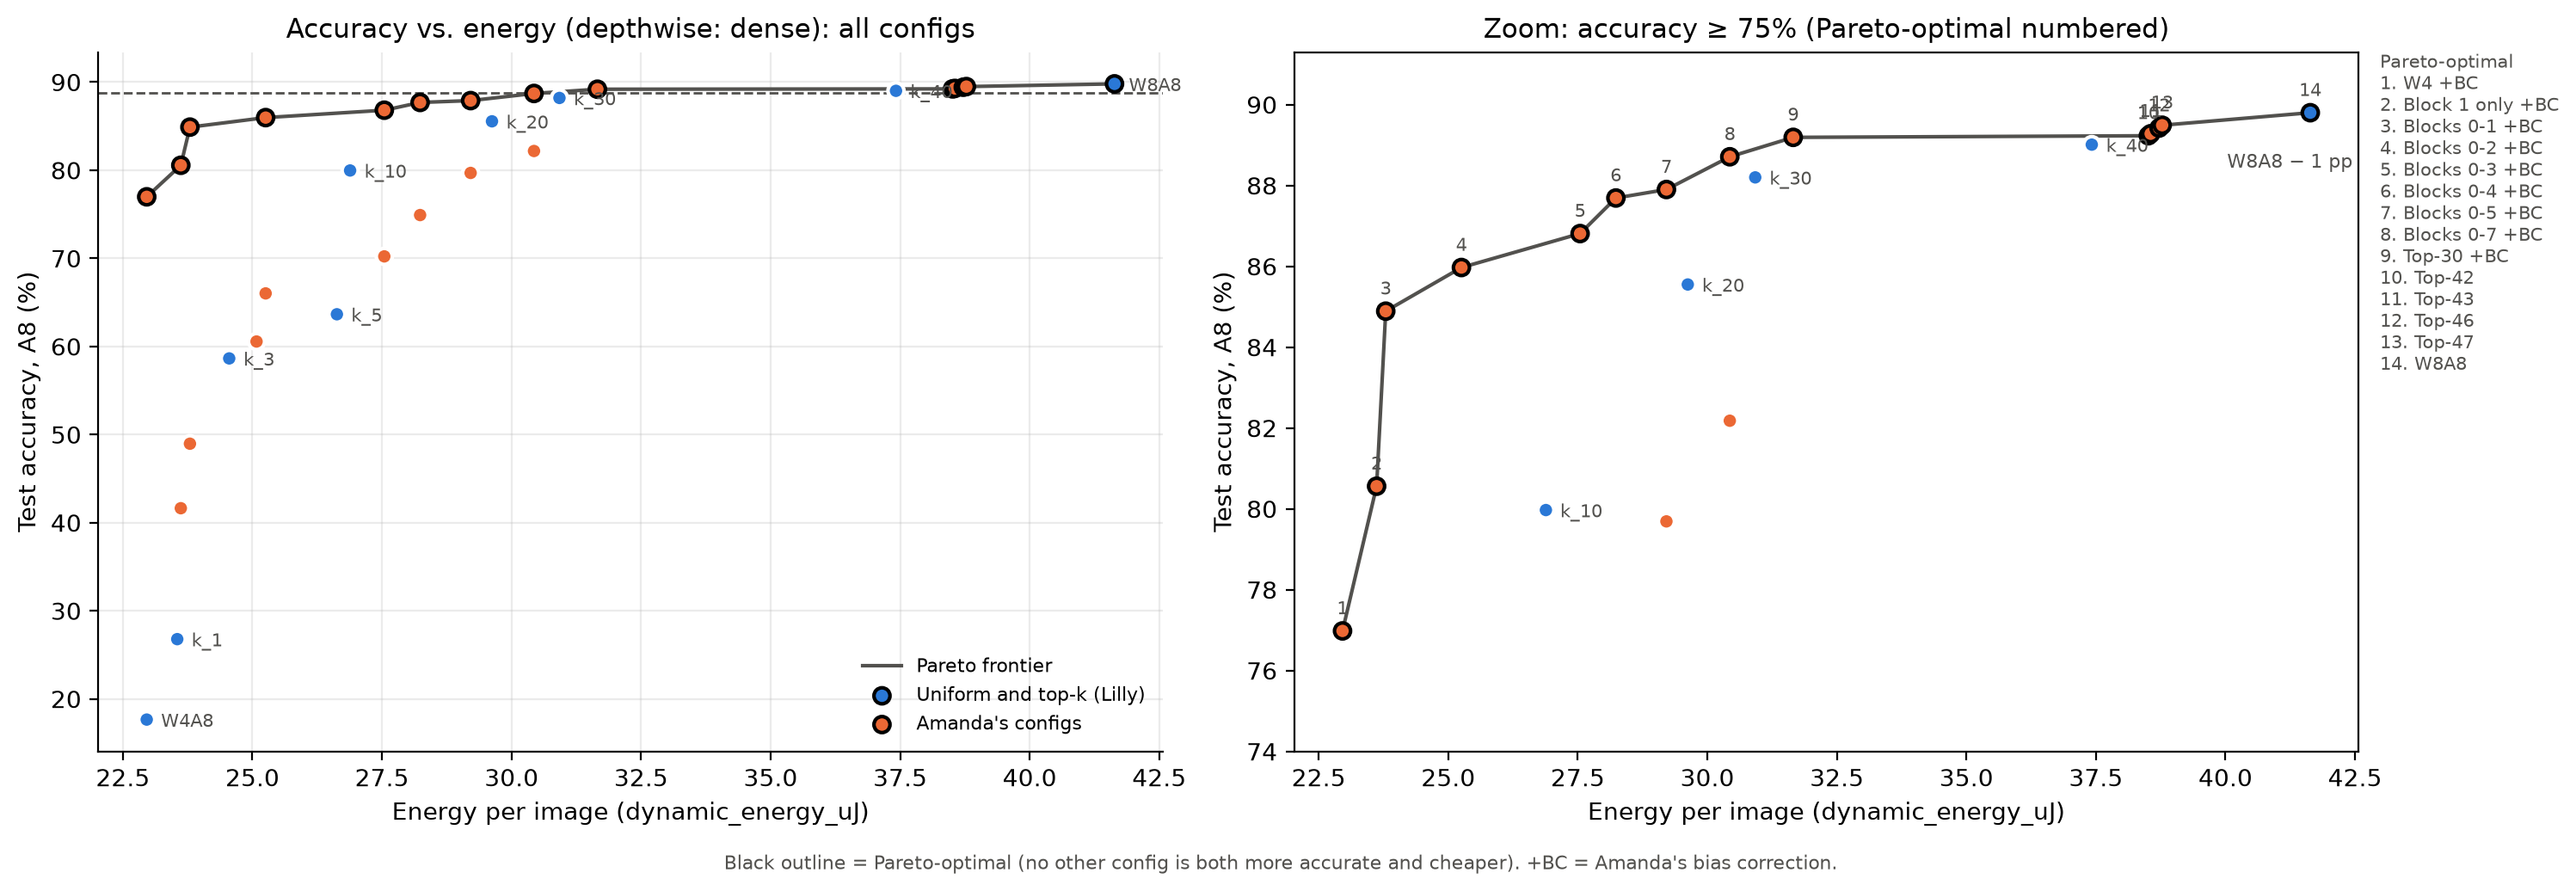 Accuracy vs. energy (depthwise: dense): all configs
90
80
70
60
50
40
30
20
Test accuracy, A8 (%)
W8A8
k_40
k_30
k_20
k_10
k_5
k_3
k_1
W4A8
Pareto frontier
Uniform and top-k (Lilly)
Amanda's configs
22.5 25.0 27.5 30.0 32.5 35.0 37.5 40.0 42.5
Energy per image (dynamic_energy_uJ)
Zoom: accuracy ≥ 75% (Pareto-optimal numbered)
90
88
86
84
82
80
78
76
74
Test accuracy, A8 (%)
1
2
3
4
5
6
7
8
9
10
11
12
13
14
k_40
W8A8 − 1 pp
k_30
k_20
k_10
22.5 25.0 27.5 30.0 32.5 35.0 37.5 40.0 42.5
Energy per image (dynamic_energy_uJ)
Pareto-optimal
1. W4 +BC
2. Block 1 only +BC
3. Blocks 0-1 +BC
4. Blocks 0-2 +BC
5. Blocks 0-3 +BC
6. Blocks 0-4 +BC
7. Blocks 0-5 +BC
8. Blocks 0-7 +BC
9. Top-30 +BC
10. Top-42
11. Top-43
12. Top-46
13. Top-47
14. W8A8
Black outline = Pareto-optimal (no other config is both more accurate and cheaper). +BC = Amanda's bias correction.